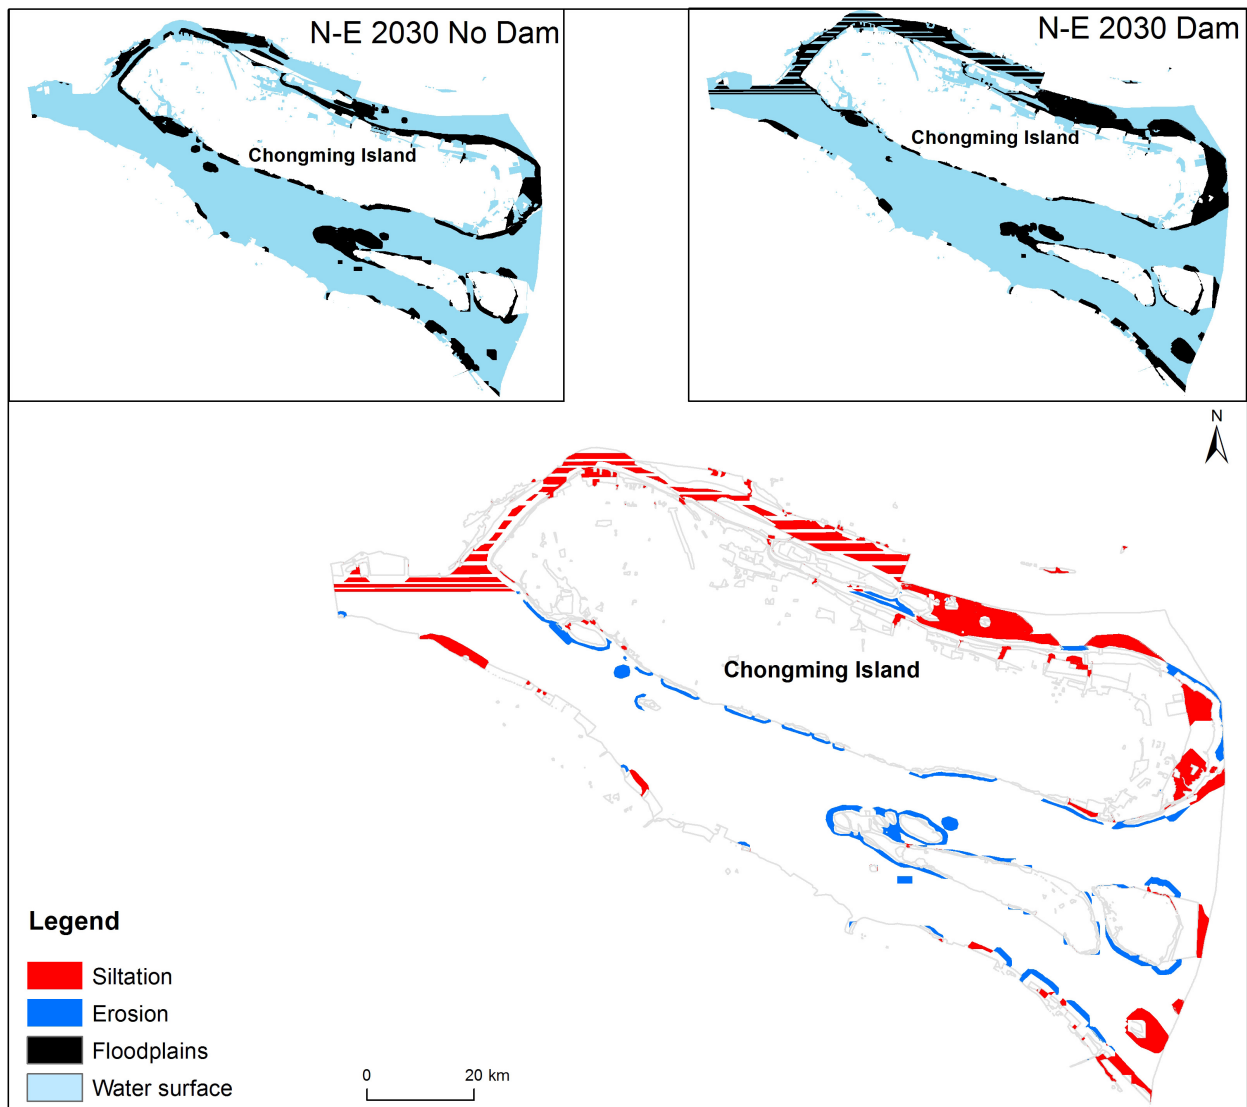 N-E 2030 No Dam
Chongming Island
N-E 2030 Dam
Chongming Island
N
Chongming Island
Legend
Siltation
Erosion
Floodplains
Water surface
0 20 km